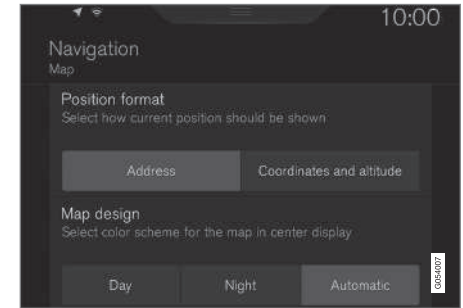 10:00
Navigation
Map
Position format
Select how current position should be shown
Address
Coordinates and altitude
Map design
Select color scheme for the map in center display
Day
Night
Automatic
G054007